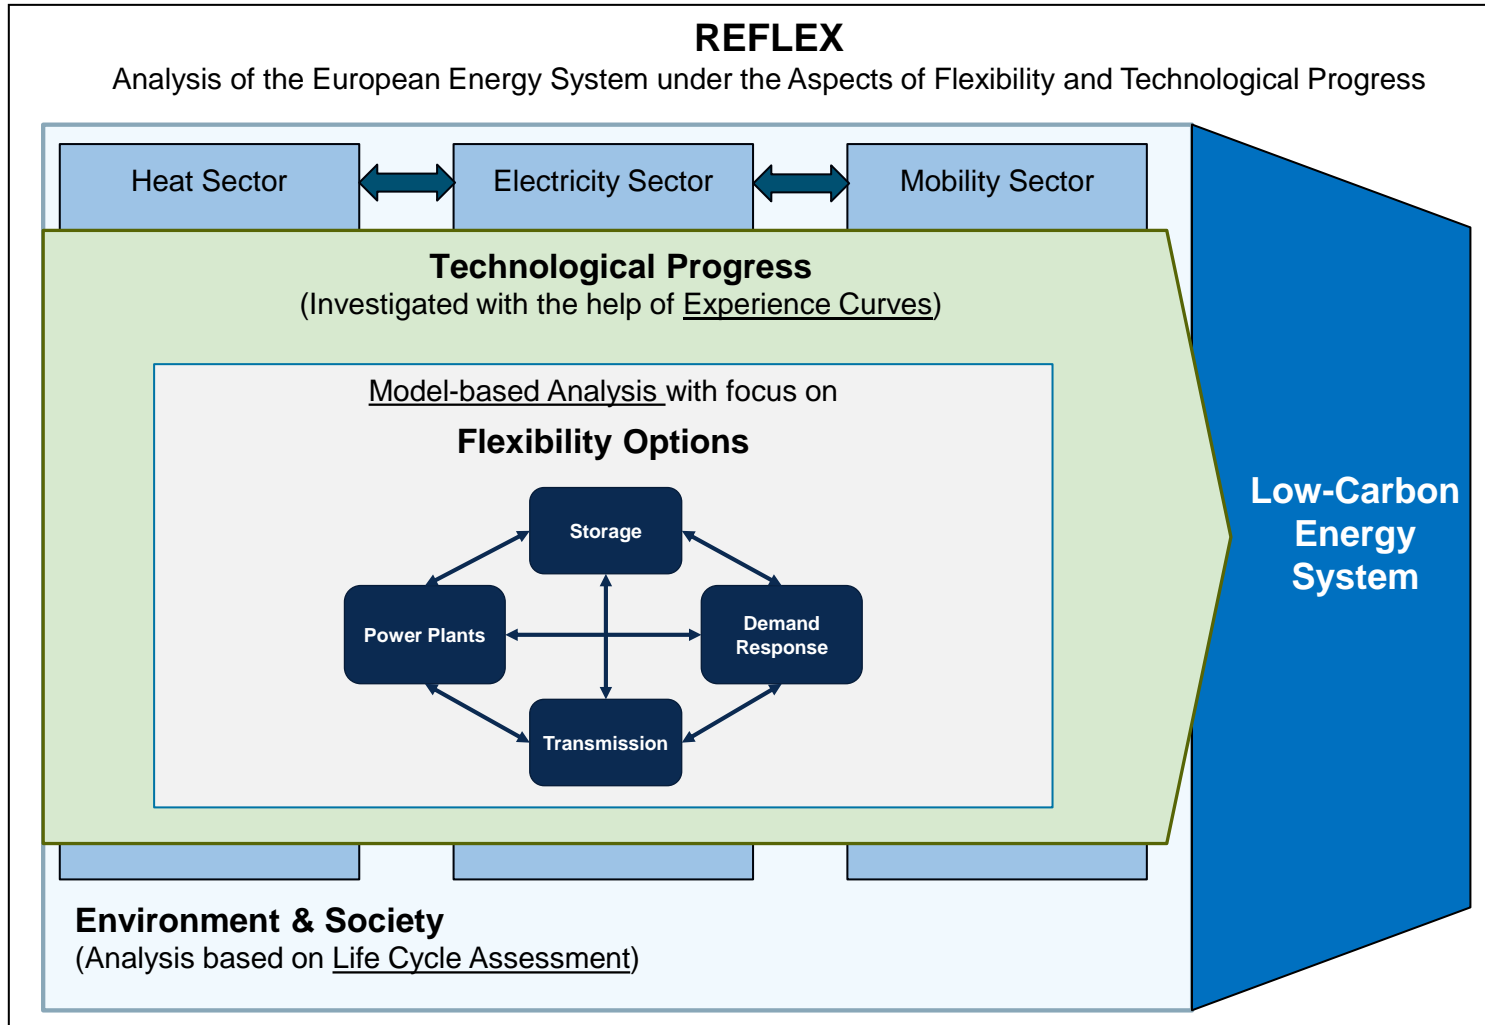 REFLEX
Analysis of the European Energy System under the Aspects of Flexibility and Technological Progress
Heat Sector
Electricity Sector
Mobility Sector
Technological Progress
(Investigated with the help of Experience Curves)
Model-based Analysis with focus on
Flexibility Options
Storage
Power Plants
Demand
Response
Transmission
Low-Carbon
Energy
System
Environment & Society
(Analysis based on Life Cycle Assessment)